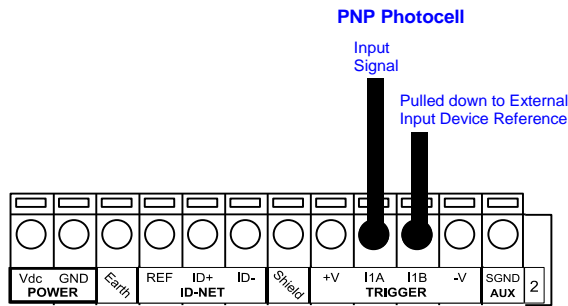 PNP Photocell
Input
Signal
Pulled down to External
Input Device Reference
Vdc GND Earth REF ID+ ID- Shield +V I1A I1B -V SGND 2
POWER ID-NET TRIGGER AUX